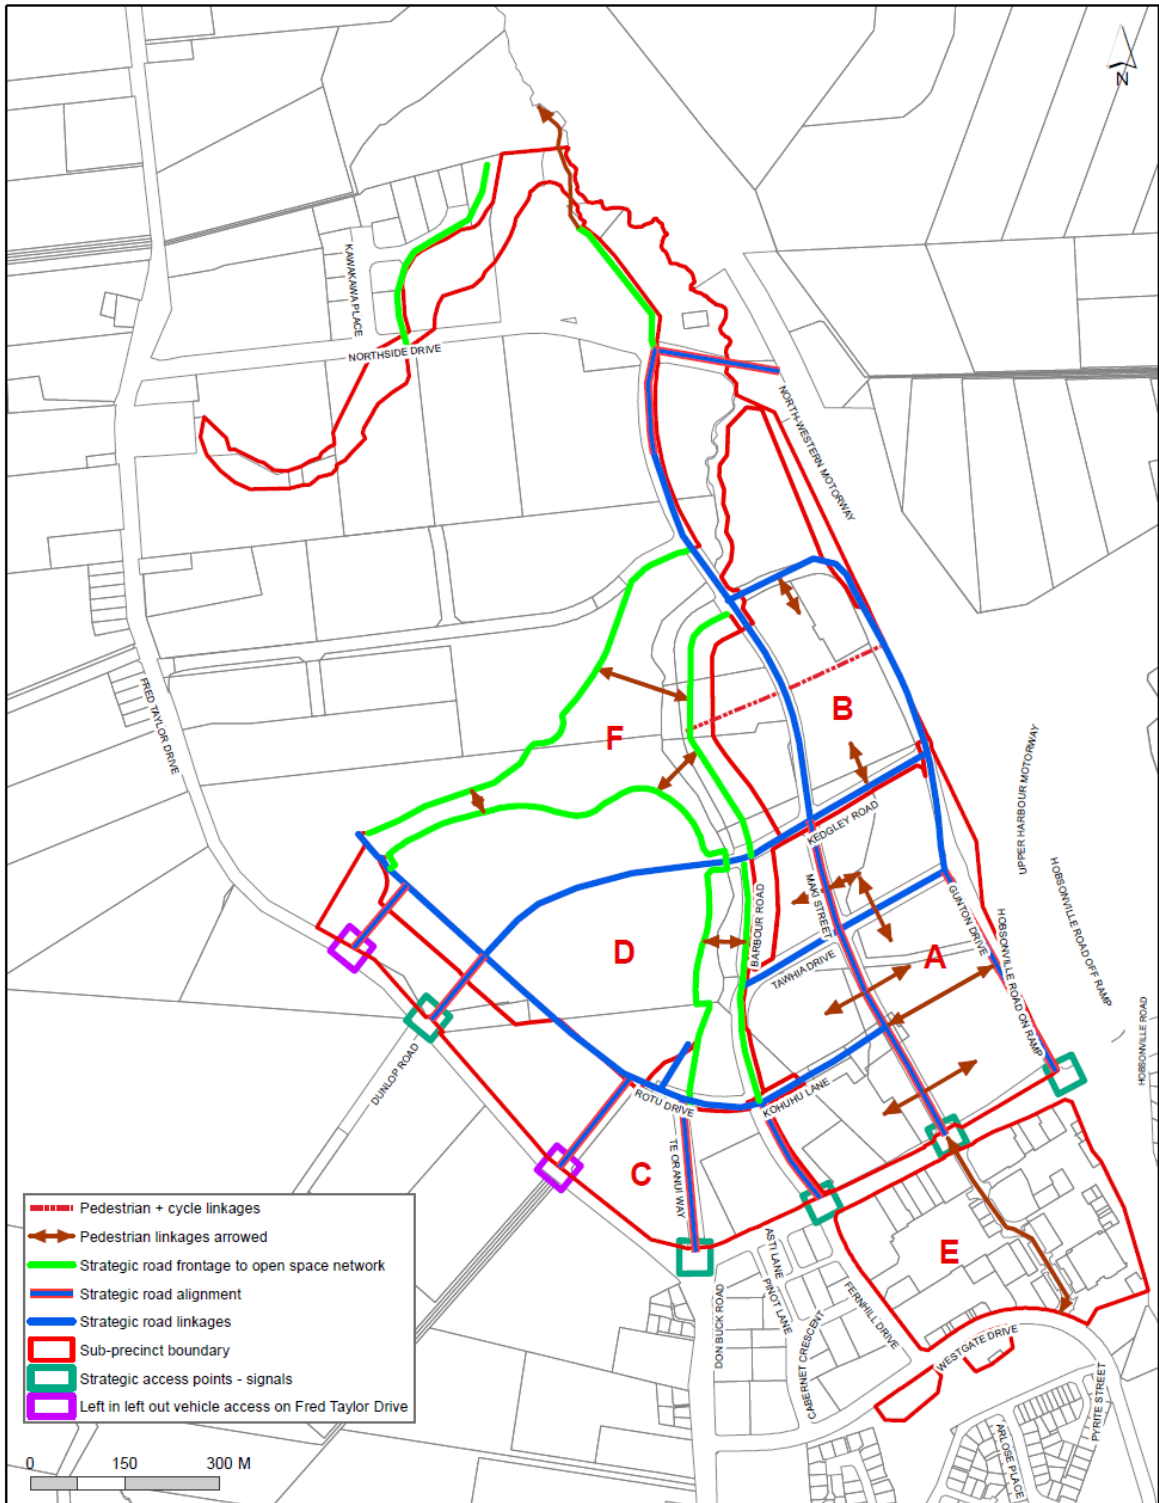 N
KAWAKAWA PLACE
NORTHSIDE DRIVE
NORTH-WESTERN MOTORWAY
FRED TAYLOR DRIVE
B
F
UPPER HARBOUR MOTORWAY
KEDGLEY ROAD
HOBSONVILLE ROAD OFF RAMP
MAKI STREET
GUNTON DRIVE
BARBOUR ROAD
HOBSONVILLE ROAD ON RAMP
D
A
TAWHIA DRIVE
HOBSONVILLE ROAD
DUNLOP ROAD
ROTU DRIVE
KOHUHU LANE
TE ORANUI WAY
C
E
ASTI LANE
PINOT LANE
FERNHILL DRIVE
DON BUCK ROAD
CABERNET CRESCENT
WESTGATE DRIVE
PYRITE STREET
ARLOSE PLACE
Pedestrian + cycle linkages
Pedestrian linkages arrowed
Strategic road frontage to open space network
Strategic road alignment
Strategic road linkages
Sub-precinct boundary
Strategic access points - signals
Left in left out vehicle access on Fred Taylor Drive
0 150 300 M